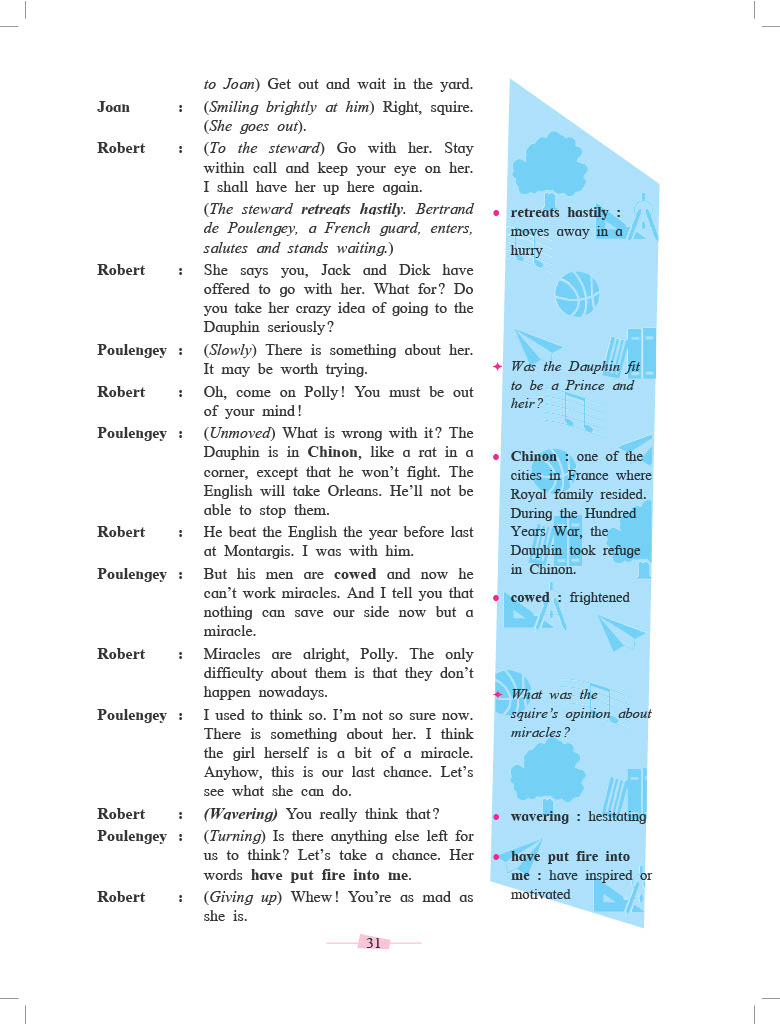 to Joan) Get out and wait in the yard.
Joan : (Smiling brightly at him) Right, squire.
(She goes out).
Robert : (To the steward) Go with her. Stay
within call and keep your eye on her.
I shall have her up here again.
(The steward retreats hastily. Bertrand
de Poulengey, a French guard, enters,
salutes and stands waiting.)
Robert : She says you, Jack and Dick have
offered to go with her. What for? Do
you take her crazy idea of going to the
Dauphin seriously?
Poulengey : (Slowly) There is something about her.
It may be worth trying.
Robert : Oh, come on Polly! You must be out
of your mind!
Poulengey : (Unmoved) What is wrong with it? The
Dauphin is in Chinon, like a rat in a
corner, except that he won't fight. The
English will take Orleans. He'll not be
able to stop them.
Robert : He beat the English the year before last
at Montargis. I was with him.
Poulengey : But his men are cowed and now he
can't work miracles. And I tell you that
nothing can save our side now but a
miracle.
Robert : Miracles are alright, Polly. The only
difficulty about them is that they don't
happen nowadays.
Poulengey : I used to think so. I'm not so sure now.
There is something about her. I think
the girl herself is a bit of a miracle.
Anyhow, this is our last chance. Let's
see what she can do.
Robert : (Wavering) You really think that?
Poulengey : (Turning) Is there anything else left for
us to think? Let's take a chance. Her
words have put fire into me.
Robert : (Giving up) Whew! You're as mad as
she is.
• retreats hastily :
moves away in a
hurry
✦ Was the Dauphin fit
to be a Prince and
heir?
• Chinon : one of the
cities in France where
Royal family resided.
During the Hundred
Years War, the
Dauphin took refuge
in Chinon.
• cowed : frightened
✦ What was the
squire's opinion about
miracles?
• wavering : hesitating
• have put fire into
me : have inspired or
motivated
31